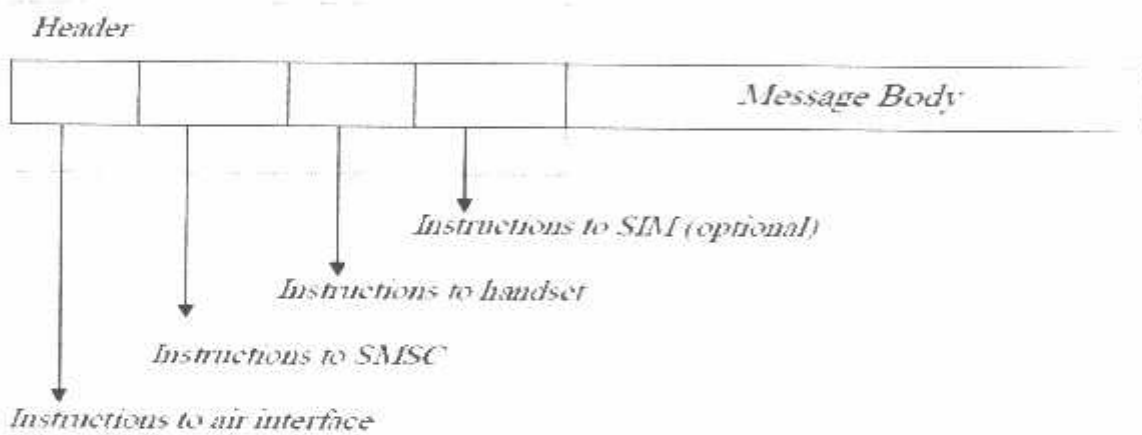 Header
Message Body
Instructions to SIM (optional)
Instructions to handset
Instructions to SMSC
Instructions to air interface